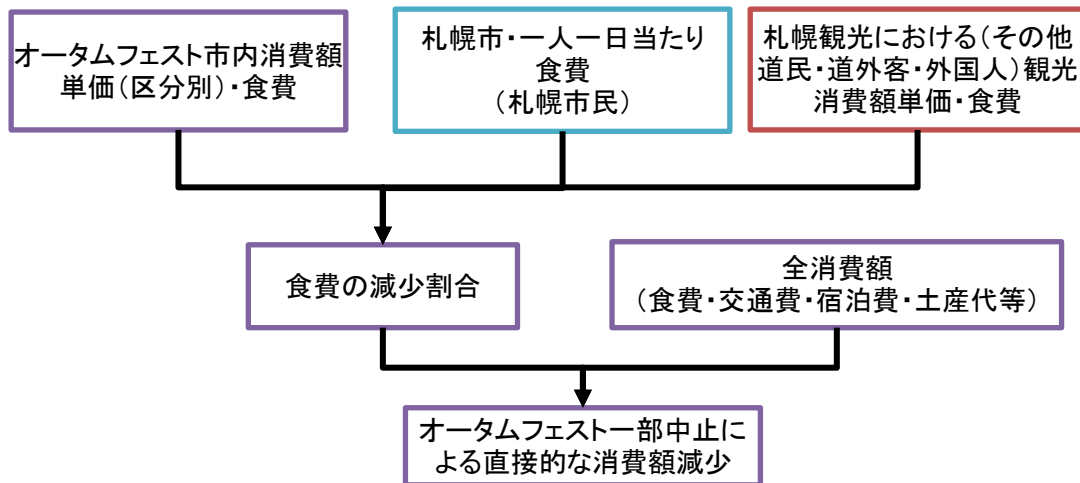 オータムフェスト市内消費額
単価（区分別）・食費
札幌市・一人一日当たり
食費
（札幌市民）
札幌観光における（その他
道民・道外客・外国人）観光
消費額単価・食費
食費の減少割合
全消費額
（食費・交通費・宿泊費・土産代等）
オータムフェスト一部中止に
よる直接的な消費額減少